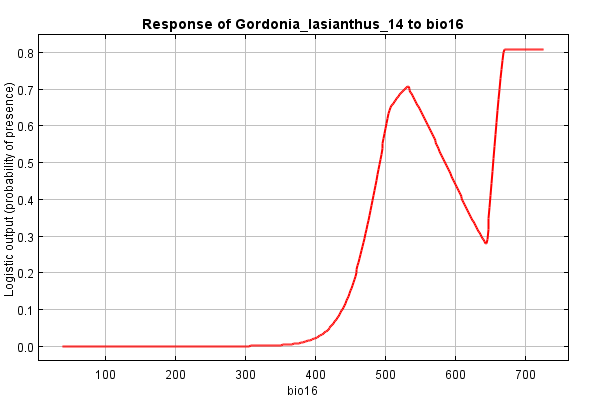 Response of Gordonia_lasianthus_14 to bio16
Logistic output (probability of presence)
0.8
0.7
0.6
0.5
0.4
0.3
0.2
0.1
0.0
100 200 300 400 500 600 700
bio16